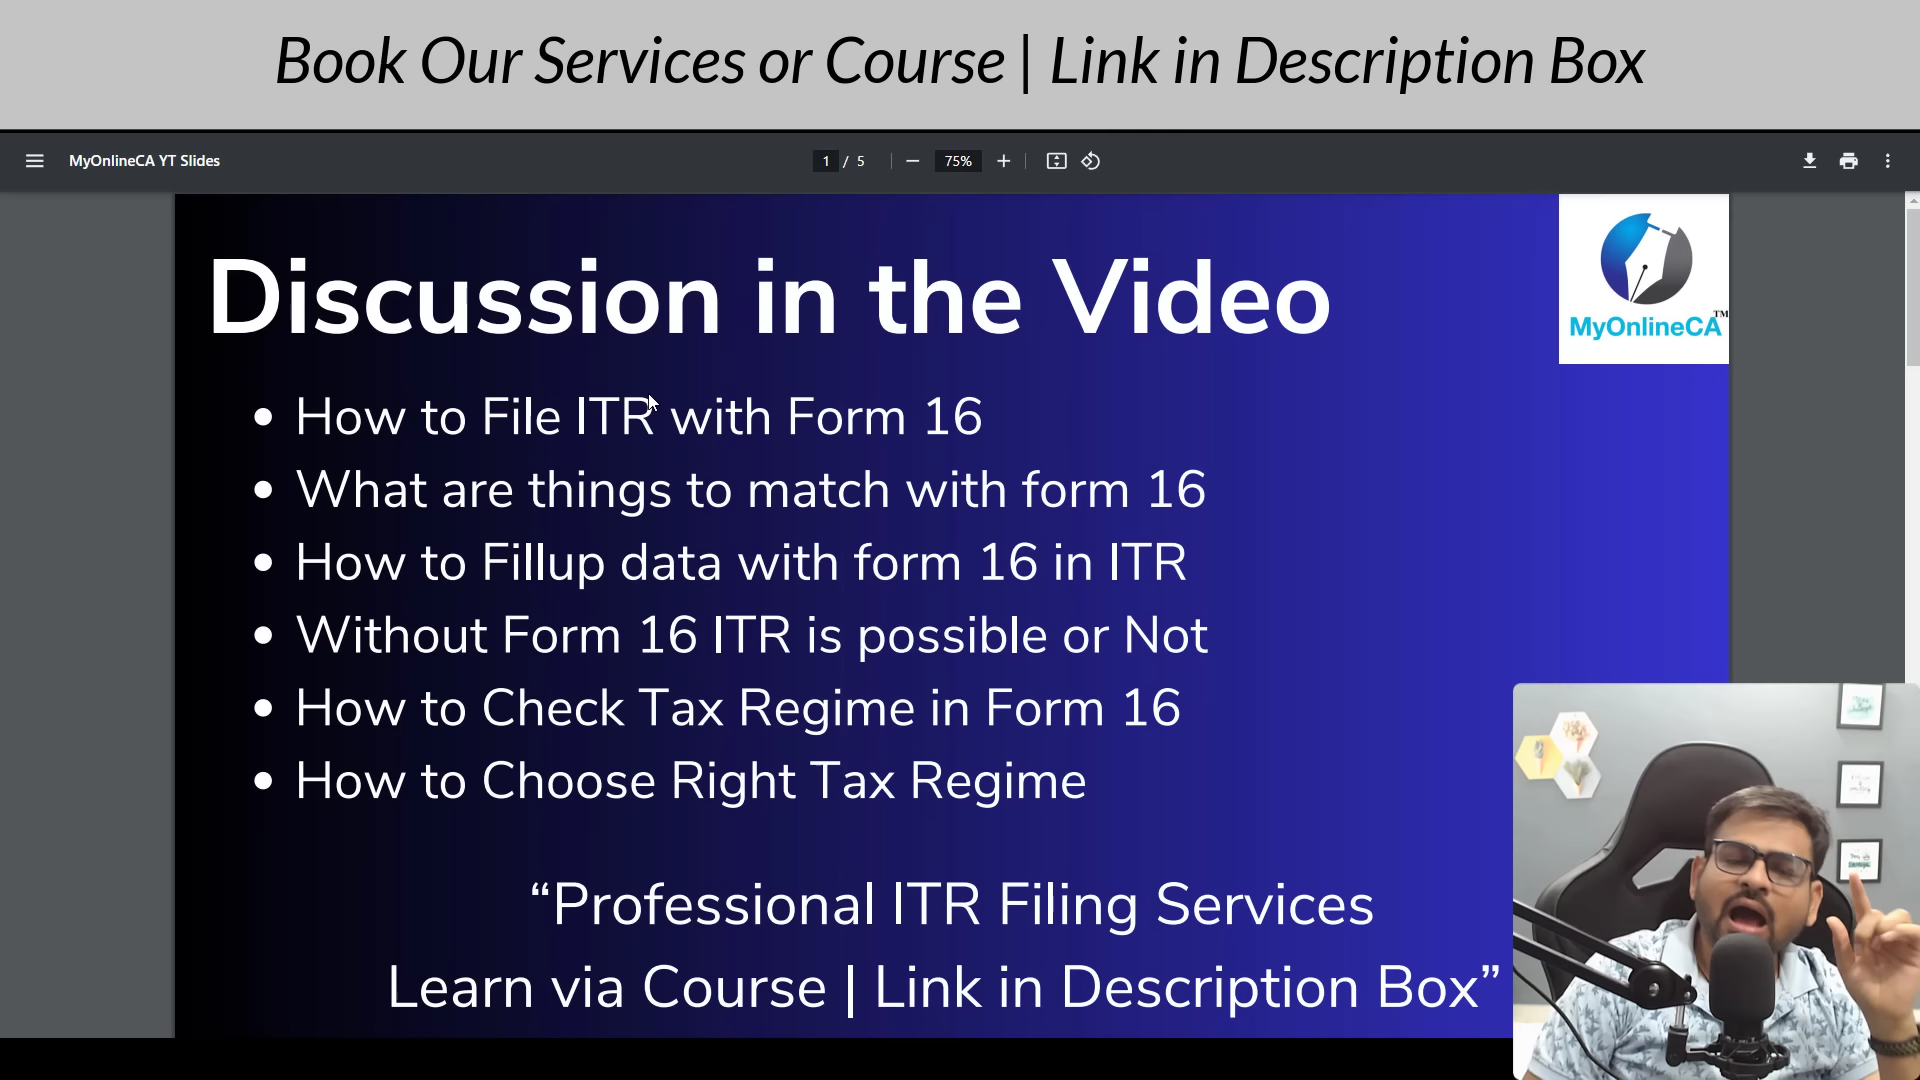 Book Our Services or Course | Link in Description Box
MyOnlineCA YT Slides
1 / 5
75%
Discussion in the Video
MyOnlineCA™
• How to File ITR with Form 16
• What are things to match with form 16
• How to Fillup data with form 16 in ITR
• Without Form 16 ITR is possible or Not
• How to Check Tax Regime in Form 16
• How to Choose Right Tax Regime
“Professional ITR Filing Services
Learn via Course | Link in Description Box”